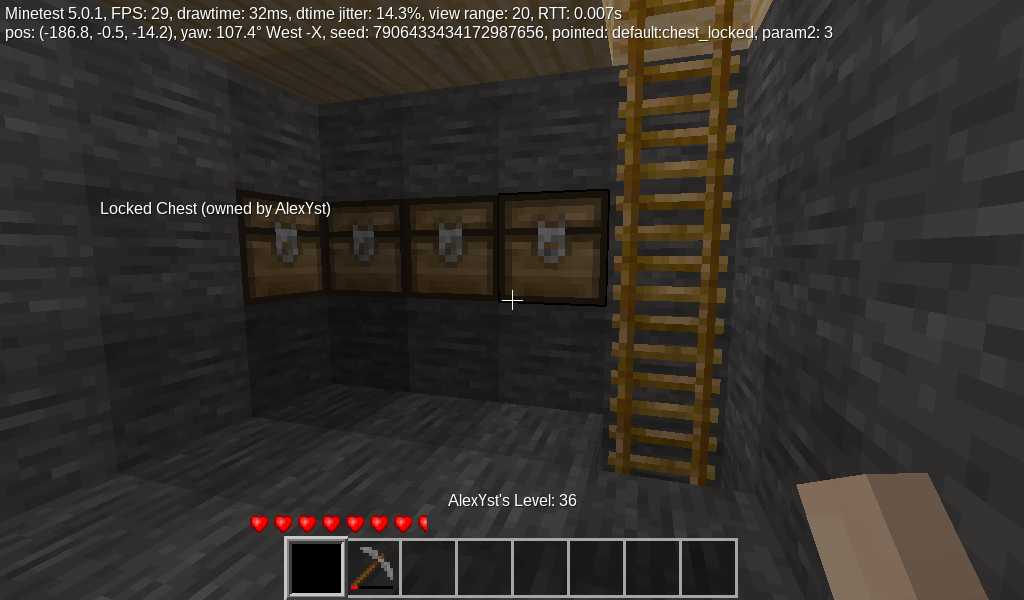 Minetest 5.0.1, FPS: 29, drawtime: 32ms, dtime jitter: 14.3%, view range: 20, RTT: 0.007s
pos: (-186.8, -0.5, -14.2), yaw: 107.4° West -X, seed: 7906433434172987656, pointed: default:chest_locked, param2: 3
Locked Chest (owned by AlexYst)
AlexYst's Level: 36